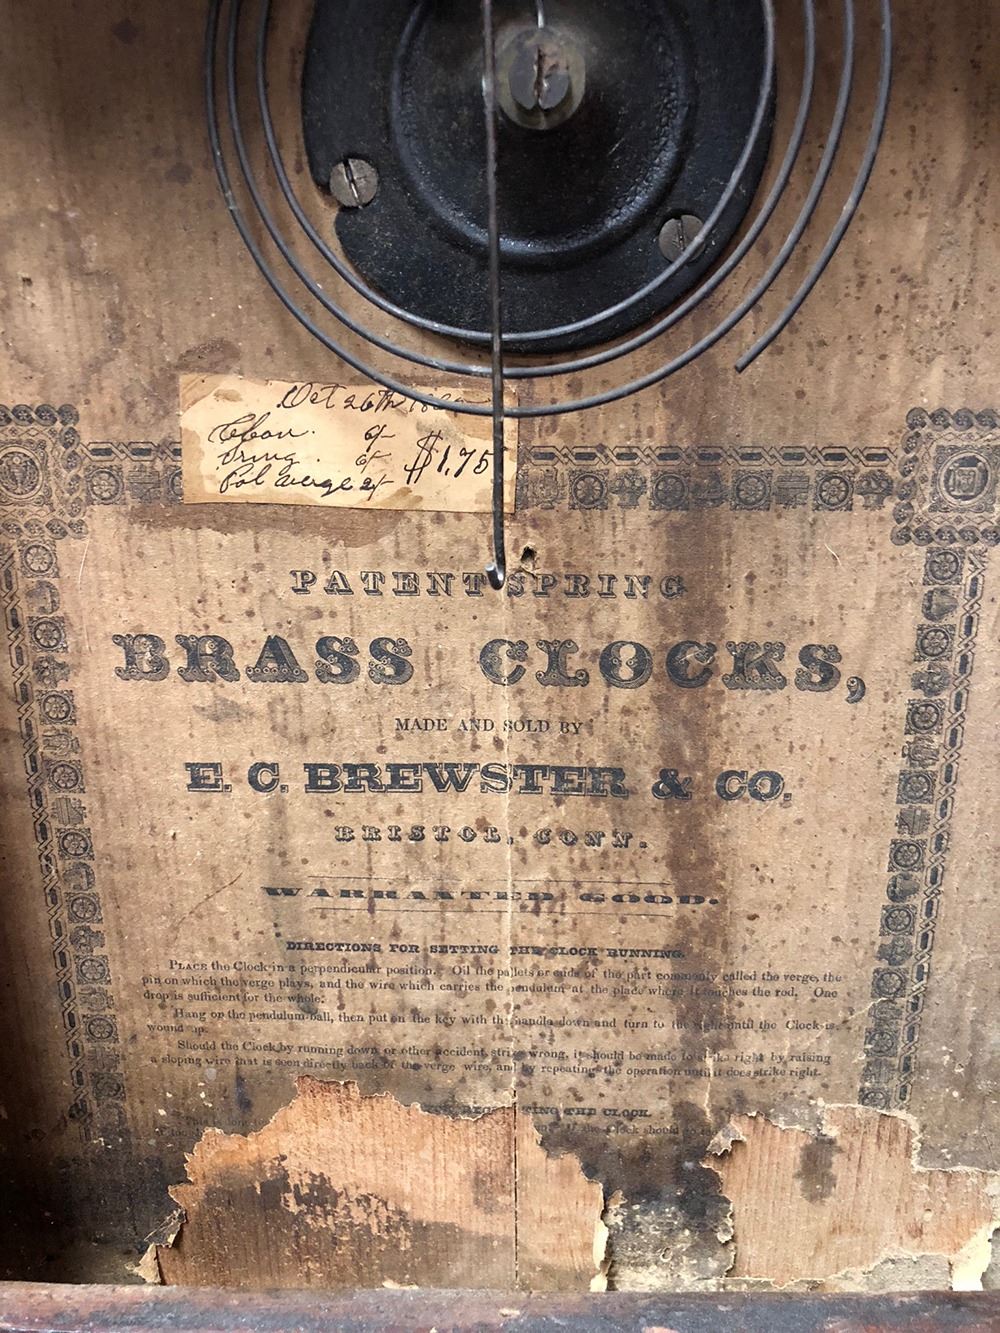 Oct 26th
$1.75
PATENT SPRING
BRASS CLOCKS,
MADE AND SOLD BY
E. C. BREWSTER & CO.
BRISTOL, CONN.
WARRANTED GOOD.
DIRECTIONS FOR SETTING THE CLOCK RUNNING.
PLACE the Clock in a perpendicular position. Oil the pallets or ends of the part commonly called the verge, the
pin on which the verge plays, and the wire which carries the pendulum at the place where it touches the rod. One
drop is sufficient for the whole.
Hang on the pendulum-ball, then put on the key with the handle down and turn to the right until the Clock is
wound up.
Should the Clock by running down or other accident, strike wrong, it should be made to strike right by raising
a sloping wire that is seen directly back of the verge wire, and by repeating the operation until it does strike right.
THE CLOCK.
the Clock should